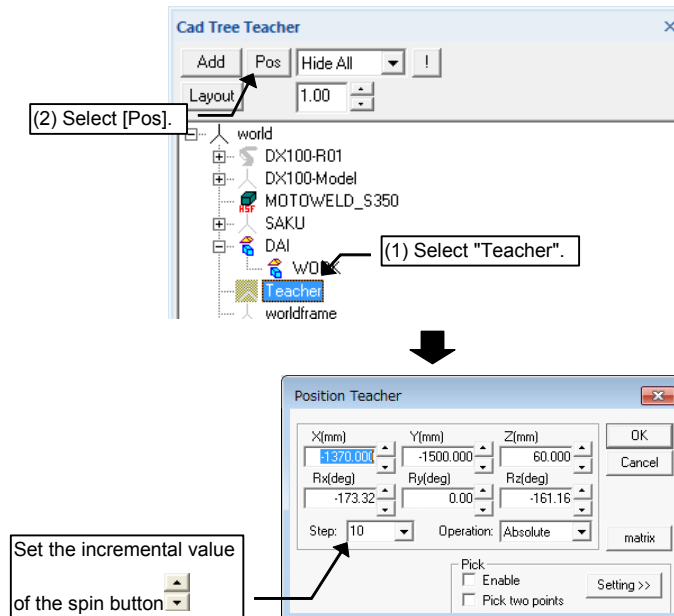 Cad Tree Teacher
Add Pos Hide All !
Layout 1.00
(2) Select [Pos].
world
DX100-R01
DX100-Model
HSF MOTOWELD_S350
SAKU
DAI
(1) Select "Teacher".
WORK
Teacher
worldframe
Position Teacher
X(mm) Y(mm) Z(mm) OK
-1370.000 -1500.000 60.000 Cancel
Rx(deg) Ry(deg) Rz(deg)
-173.32 0.00 -161.16
Step: 10 Operation: Absolute matrix
Set the incremental value
of the spin button
Pick
Enable Setting >>
Pick two points